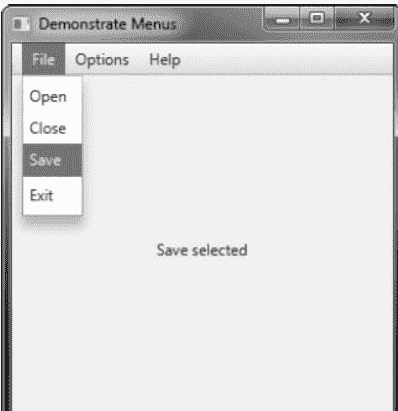 Demonstrate Menus
File Options Help
Open
Close
Save
Exit
Save selected